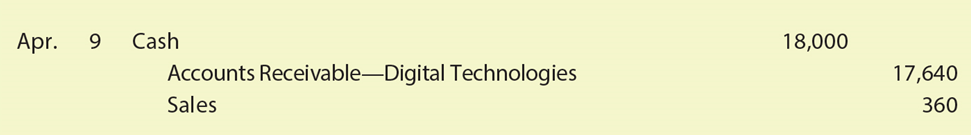 Apr. 9 Cash 18,000
Accounts Receivable—Digital Technologies 17,640
Sales 360